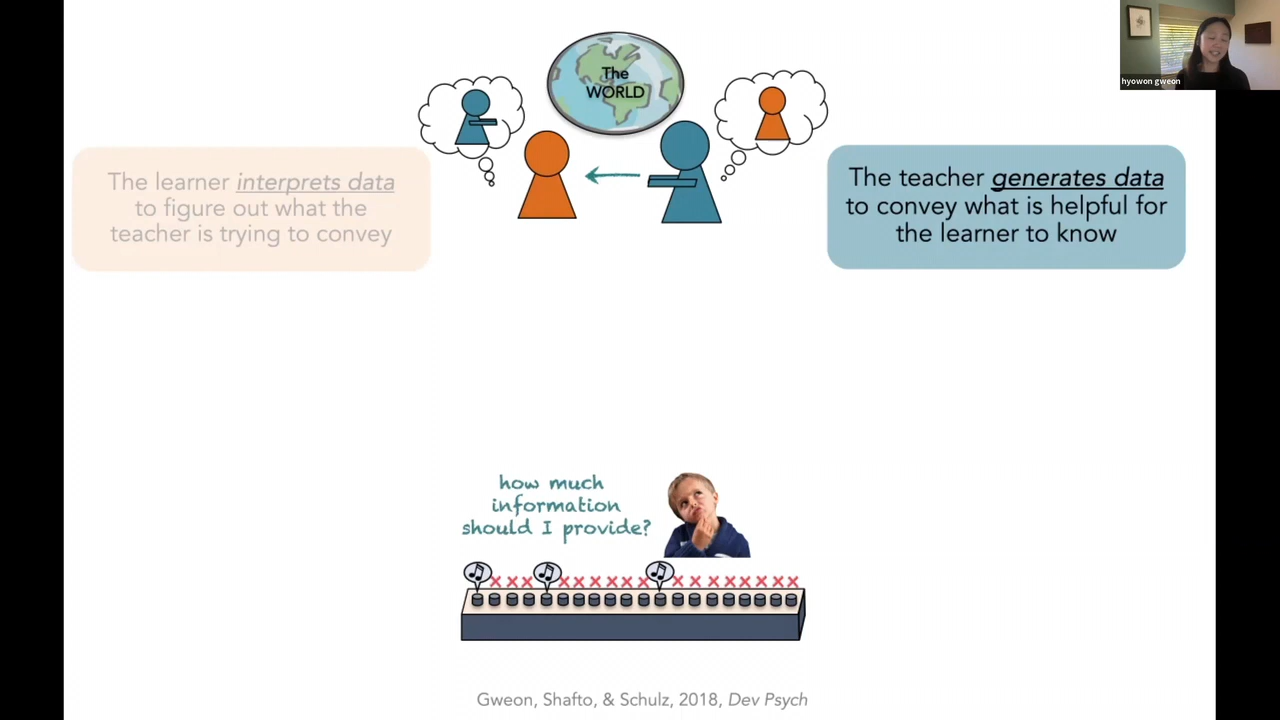 hyowon gweon
The
WORLD
The learner interprets data
to figure out what the
teacher is trying to convey
The teacher generates data
to convey what is helpful for
the learner to know
how much
information
should I provide?
Gweon, Shafto, & Schulz, 2018, Dev Psych